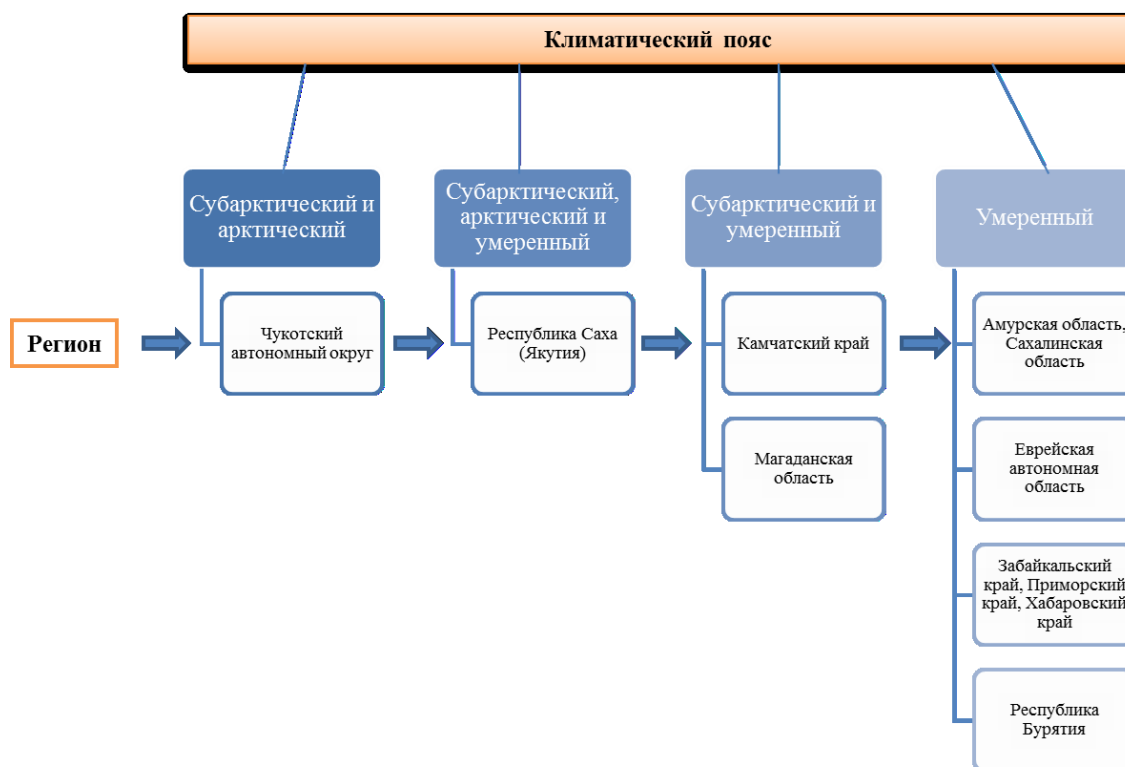 Климатический пояс
Субарктический и
арктический
Субарктический,
арктический и
умеренный
Субарктический и
умеренный
Умеренный
Регион
Чукотский
автономный округ
Республика Саха
(Якутия)
Камчатский край
Амурская область,
Сахалинская
область
Магаданская
область
Еврейская
автономная
область
Забайкальский
край, Приморский
край, Хабаровский
край
Республика
Бурятия